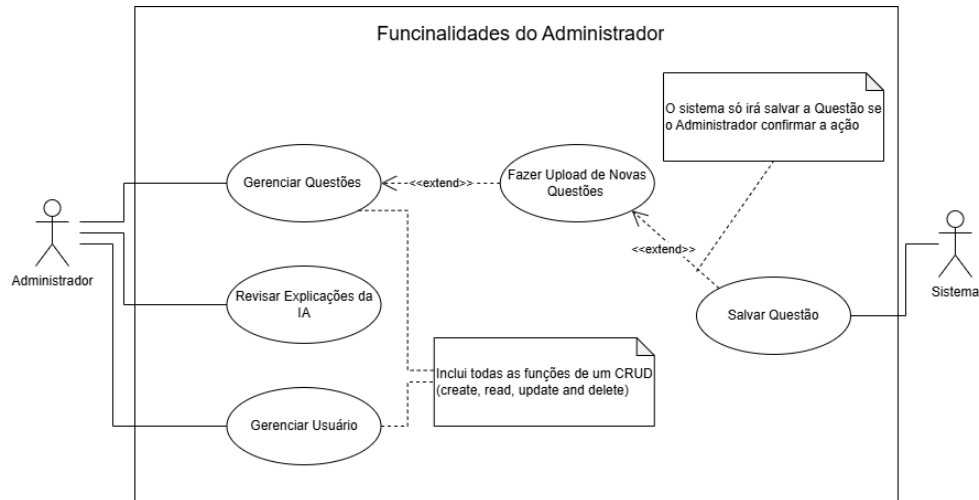 Funcinalidades do Administrador
O sistema só irá salvar a Questão se
o Administrador confirmar a ação
Gerenciar Questões
<<extend>>
Fazer Upload de Novas
Questões
<<extend>>
Administrador
Sistema
Revisar Explicações da
IA
Salvar Questão
Inclui todas as funções de um CRUD
(create, read, update and delete)
Gerenciar Usuário